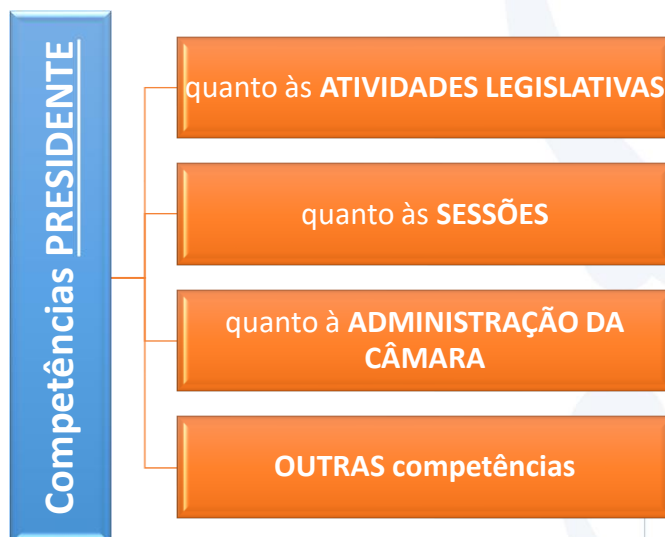 Competências PRESIDENTE
quanto às ATIVIDADES LEGISLATIVAS
quanto às SESSÕES
quanto à ADMINISTRAÇÃO DA
CÂMARA
OUTRAS competências